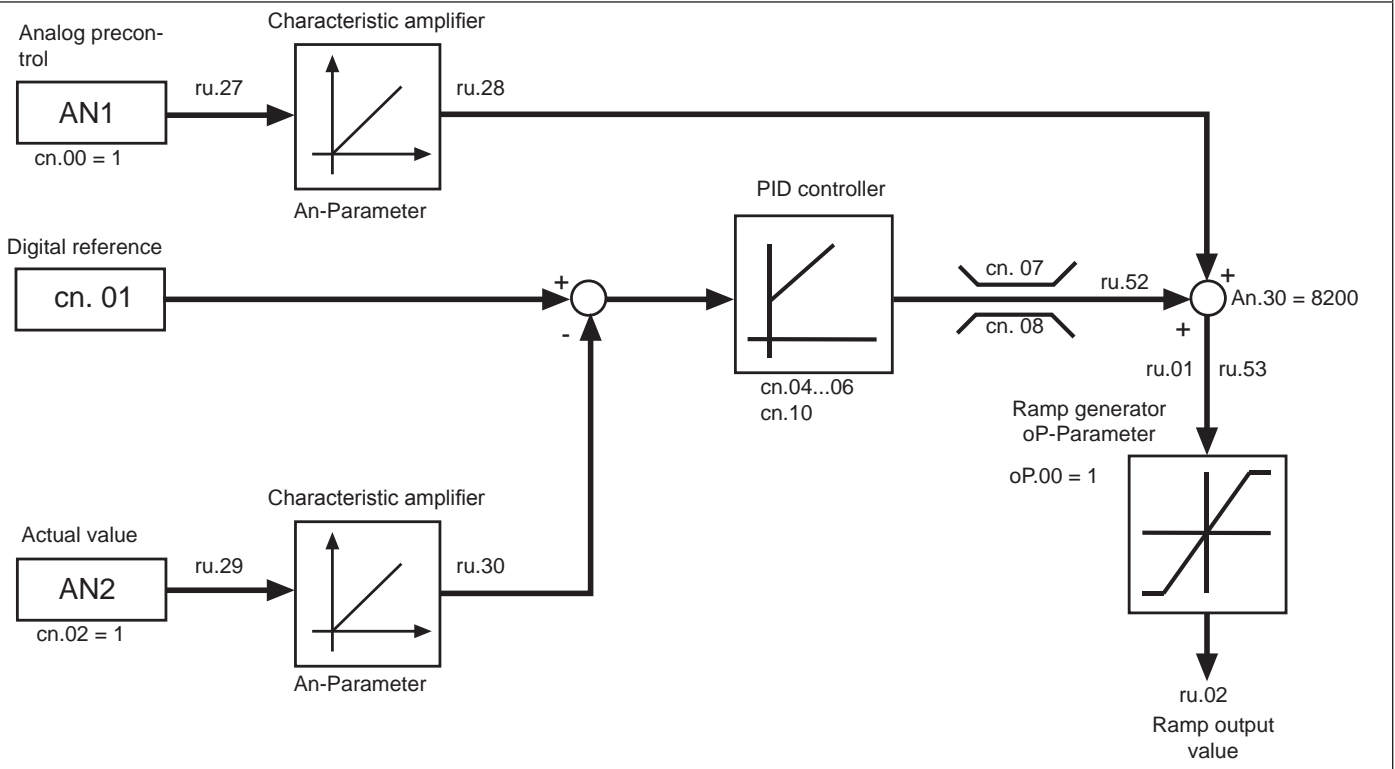 Characteristic amplifier
Analog precon-
trol
AN1
cn.00 = 1
ru.27
ru.28
An-Parameter
Digital reference
cn. 01
+
-
PID controller
cn.04...06
cn.10
cn. 07
cn. 08
ru.52
+
+
An.30 = 8200
ru.01
ru.53
Ramp generator
oP-Parameter
oP.00 = 1
Characteristic amplifier
Actual value
AN2
cn.02 = 1
ru.29
ru.30
An-Parameter
ru.02
Ramp output
value